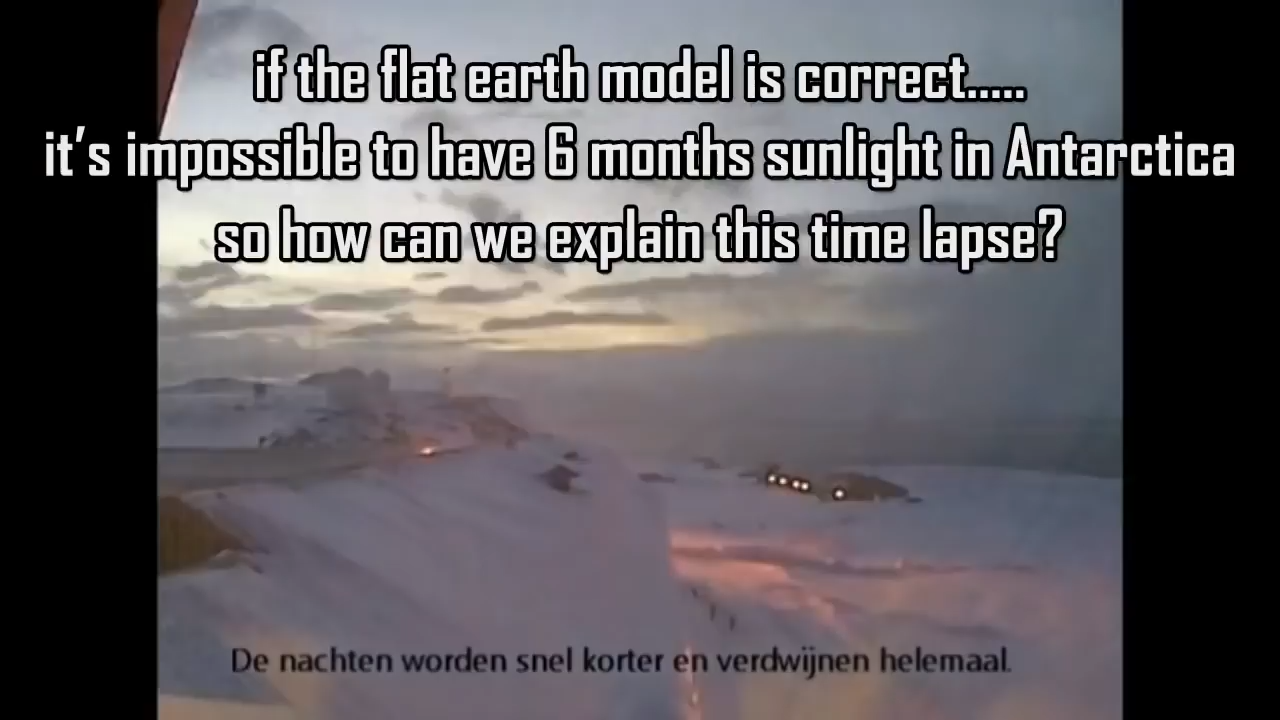 if the flat earth model is correct.....
it's impossible to have 6 months sunlight in Antarctica
so how can we explain this time lapse?
De nachten worden snel korter en verdwijnen helemaal.